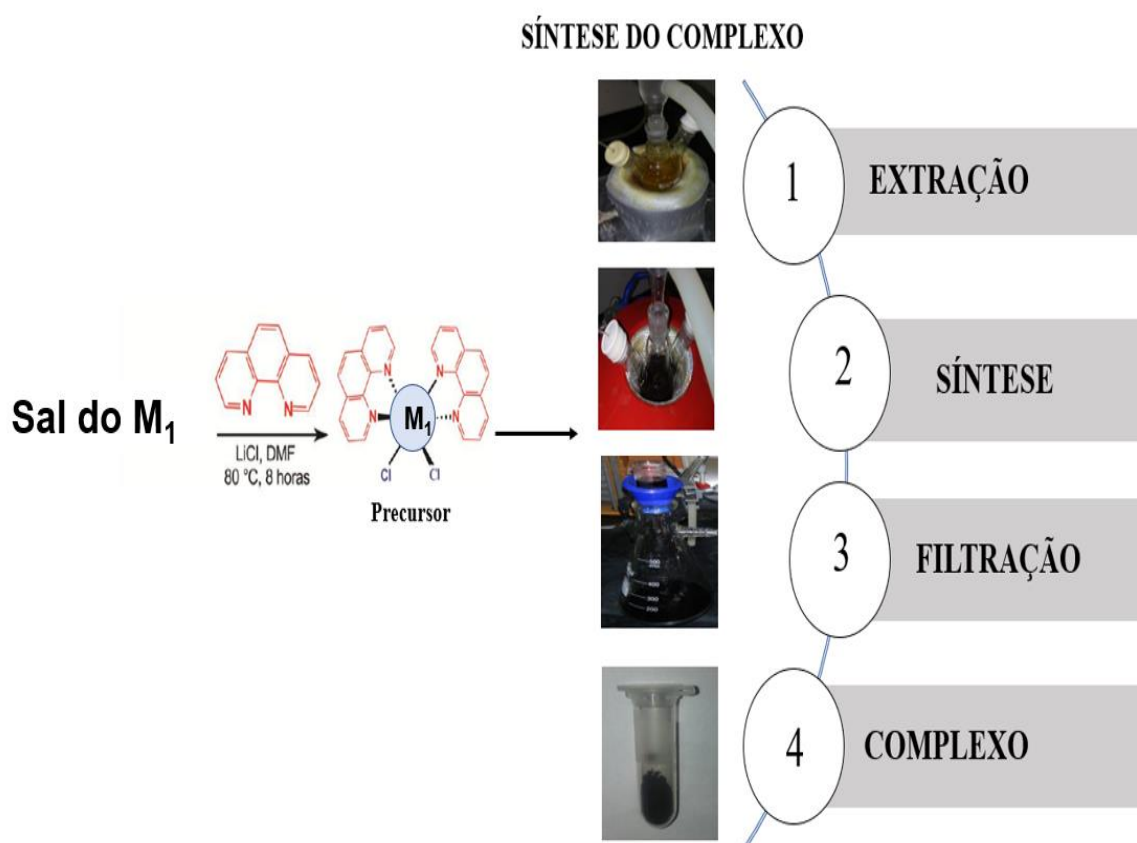 SÍNTESE DO COMPLEXO
Sal do M1
N
N
LiCl, DMF
80 °C, 8 horas
N
N
N
N
M1
Cl
Cl
Precursor
1
EXTRAÇÃO
2
SÍNTESE
3
FILTRAÇÃO
4
COMPLEXO